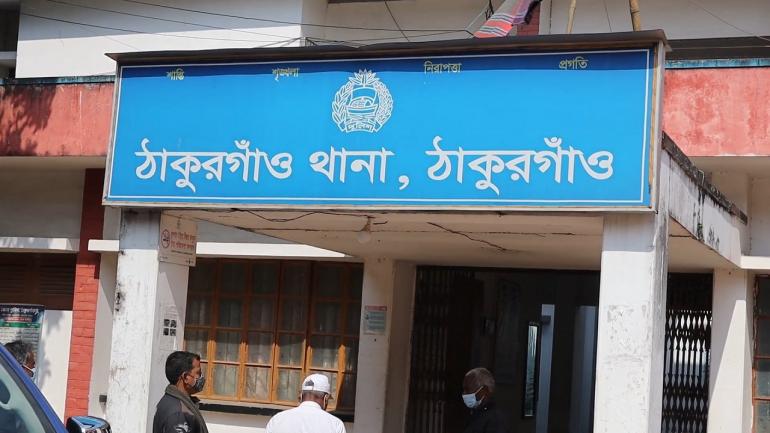 শান্তি শৃঙ্খলা নিরাপত্তা প্রগতি
পুলিশ
ঠাকুরগাঁও থানা, ঠাকুরগাঁও